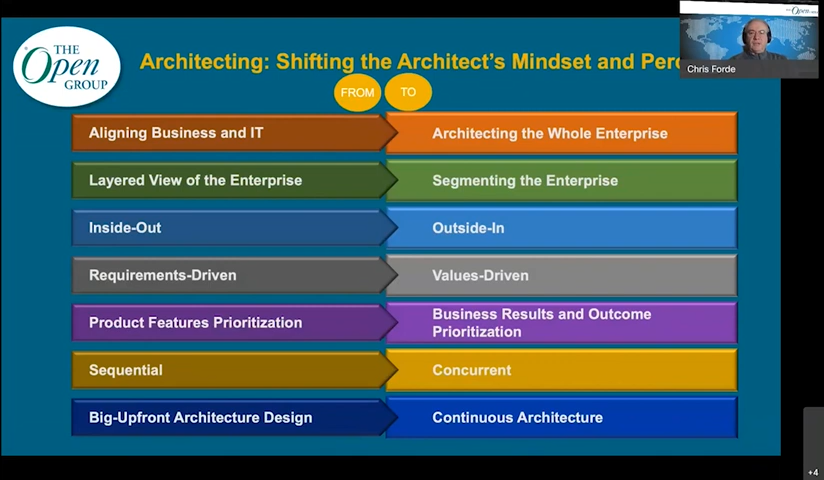 THE
Open
GROUP
Architecting: Shifting the Architect's Mindset and
FROM
TO
Aligning Business and IT
Architecting the Whole Enterprise
Layered View of the Enterprise
Segmenting the Enterprise
Inside-Out
Outside-In
Requirements-Driven
Values-Driven
Product Features Prioritization
Business Results and Outcome
Prioritization
Sequential
Concurrent
Big-Upfront Architecture Design
Continuous Architecture
Open
Chris Forde
+4